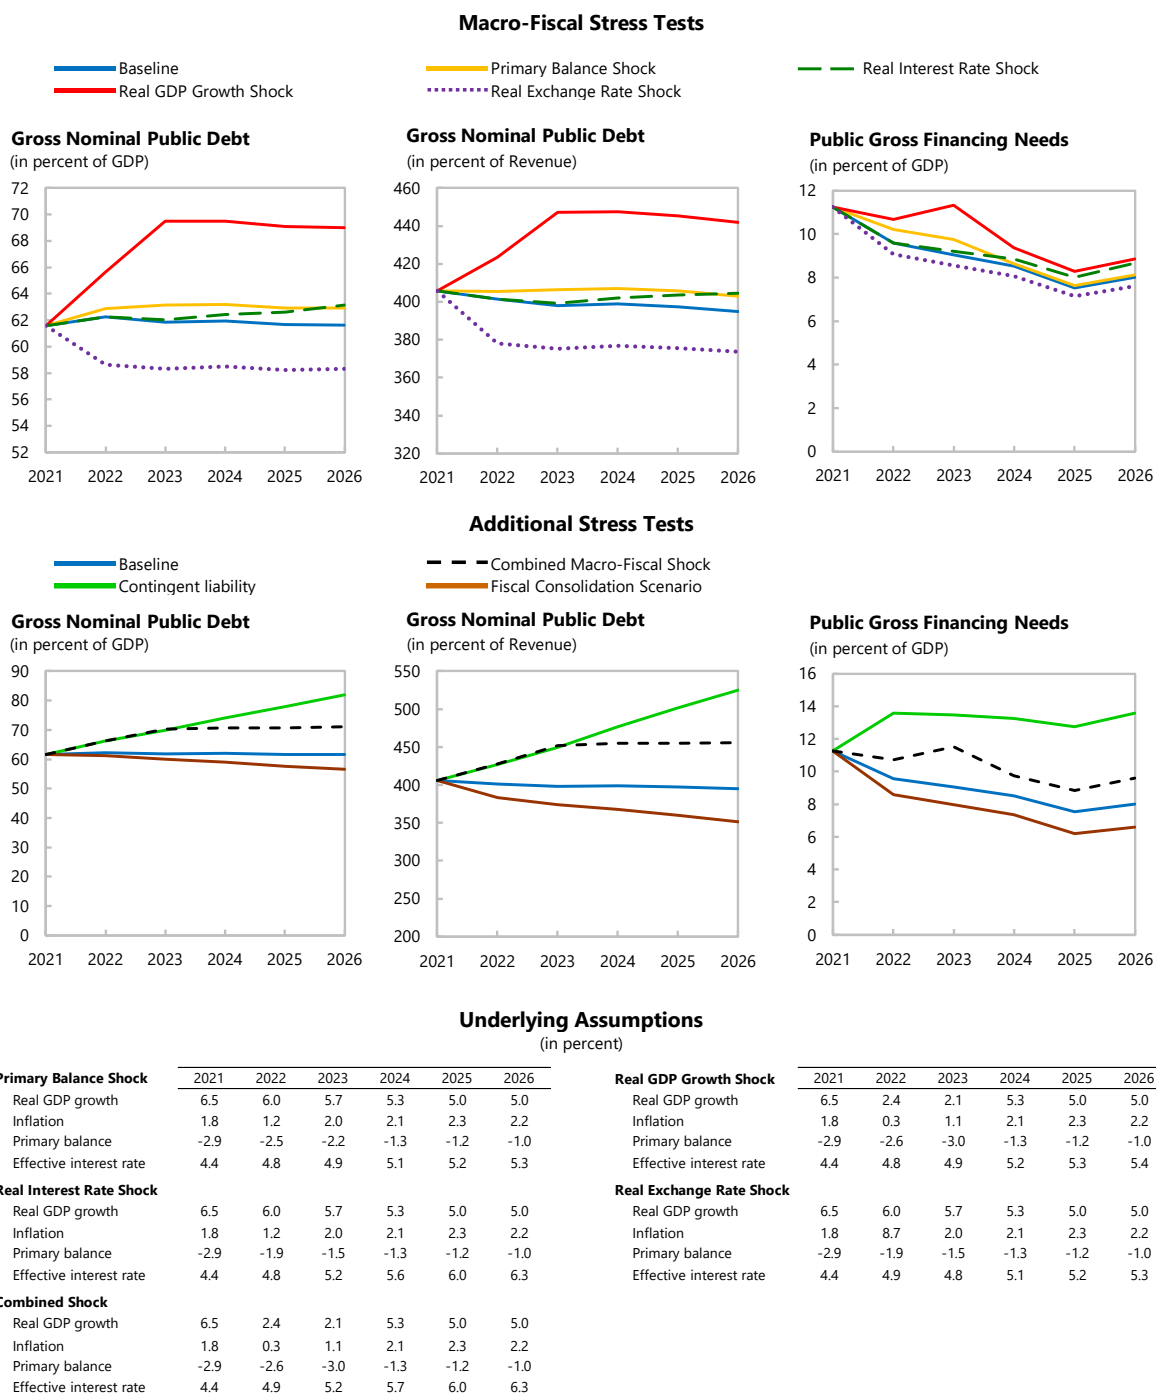 Macro-Fiscal Stress Tests
Baseline
Primary Balance Shock
Real Interest Rate Shock
Real GDP Growth Shock
Real Exchange Rate Shock
Gross Nominal Public Debt
(in percent of GDP)
72
70
68
66
64
62
60
58
56
54
52
2021 2022 2023 2024 2025 2026
Gross Nominal Public Debt
(in percent of Revenue)
460
440
420
400
380
360
340
320
2021 2022 2023 2024 2025 2026
Public Gross Financing Needs
(in percent of GDP)
12
10
8
6
4
2
0
2021 2022 2023 2024 2025 2026
Additional Stress Tests
Baseline
Combined Macro-Fiscal Shock
Contingent liability
Fiscal Consolidation Scenario
Gross Nominal Public Debt
(in percent of GDP)
90
80
70
60
50
40
30
20
10
0
2021 2022 2023 2024 2025 2026
Gross Nominal Public Debt
(in percent of Revenue)
550
500
450
400
350
300
250
200
2021 2022 2023 2024 2025 2026
Public Gross Financing Needs
(in percent of GDP)
16
14
12
10
8
6
4
2
0
2021 2022 2023 2024 2025 2026
Underlying Assumptions
(in percent)
Primary Balance Shock 2021 2022 2023 2024 2025 2026
Real GDP growth 6.5 6.0 5.7 5.3 5.0 5.0
Inflation 1.8 1.2 2.0 2.1 2.3 2.2
Primary balance -2.9 -2.5 -2.2 -1.3 -1.2 -1.0
Effective interest rate 4.4 4.8 4.9 5.1 5.2 5.3
Real Interest Rate Shock
Real GDP growth 6.5 6.0 5.7 5.3 5.0 5.0
Inflation 1.8 1.2 2.0 2.1 2.3 2.2
Primary balance -2.9 -1.9 -1.5 -1.3 -1.2 -1.0
Effective interest rate 4.4 4.8 5.2 5.6 6.0 6.3
Combined Shock
Real GDP growth 6.5 2.4 2.1 5.3 5.0 5.0
Inflation 1.8 0.3 1.1 2.1 2.3 2.2
Primary balance -2.9 -2.6 -3.0 -1.3 -1.2 -1.0
Effective interest rate 4.4 4.9 5.2 5.7 6.0 6.3
Real GDP Growth Shock 2021 2022 2023 2024 2025 2026
Real GDP growth 6.5 2.4 2.1 5.3 5.0 5.0
Inflation 1.8 0.3 1.1 2.1 2.3 2.2
Primary balance -2.9 -2.6 -3.0 -1.3 -1.2 -1.0
Effective interest rate 4.4 4.8 4.9 5.2 5.3 5.4
Real Exchange Rate Shock
Real GDP growth 6.5 6.0 5.7 5.3 5.0 5.0
Inflation 1.8 8.7 2.0 2.1 2.3 2.2
Primary balance -2.9 -1.9 -1.5 -1.3 -1.2 -1.0
Effective interest rate 4.4 4.9 4.8 5.1 5.2 5.3